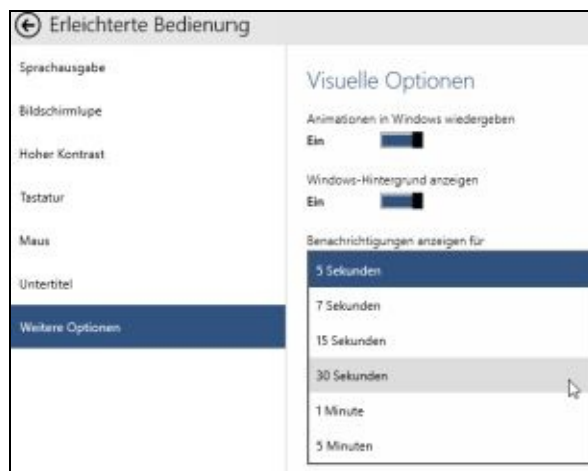 Erleichterte Bedienung
Sprachausgabe
Bildschirmlupe
Hoher Kontrast
Tastatur
Maus
Untertitel
Weitere Optionen
Visuelle Optionen
Animationen in Windows wiedergeben
Ein
Windows-Hintergrund anzeigen
Ein
Benachrichtigungen anzeigen für
5 Sekunden
7 Sekunden
15 Sekunden
30 Sekunden
1 Minute
5 Minuten